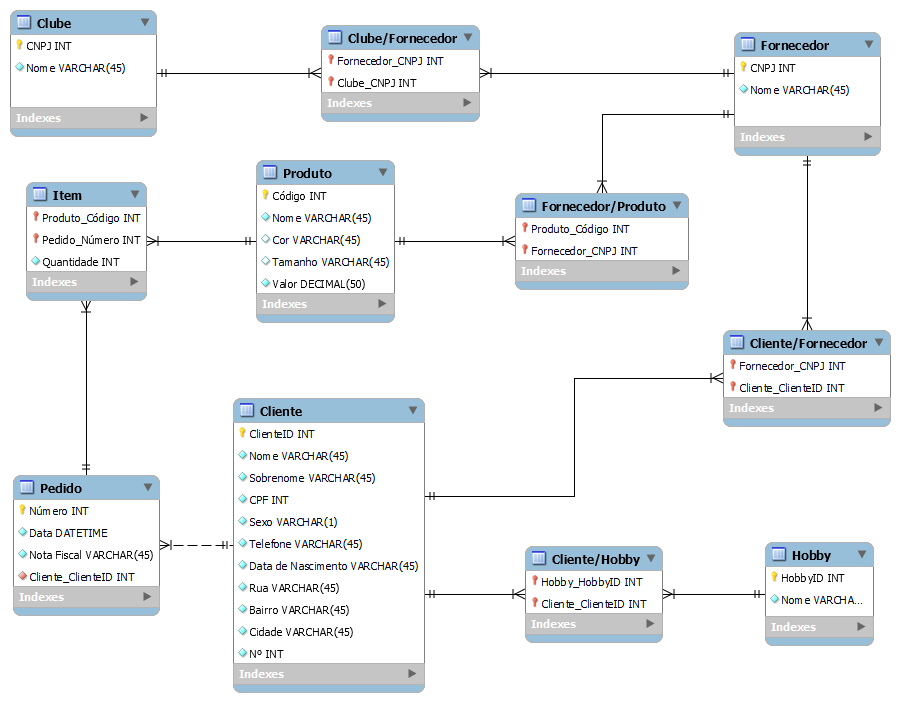 Clube
CNPJ INT
Nome VARCHAR(45)
Indexes
Clube/Fornecedor
Fornecedor_CNPJ INT
Clube_CNPJ INT
Indexes
Fornecedor
CNPJ INT
Nome VARCHAR(45)
Indexes
Item
Produto_Código INT
Pedido_Número INT
Quantidade INT
Indexes
Produto
Código INT
Nome VARCHAR(45)
Cor VARCHAR(45)
Tamanho VARCHAR(45)
Valor DECIMAL(50)
Indexes
Fornecedor/Produto
Produto_Código INT
Fornecedor_CNPJ INT
Indexes
Cliente/Fornecedor
Fornecedor_CNPJ INT
Cliente_ClienteID INT
Indexes
Cliente
ClienteID INT
Nome VARCHAR(45)
Sobrenome VARCHAR(45)
CPF INT
Sexo VARCHAR(1)
Telefone VARCHAR(45)
Data de Nascimento VARCHAR(45)
Rua VARCHAR(45)
Bairro VARCHAR(45)
Cidade VARCHAR(45)
Nº INT
Indexes
Pedido
Número INT
Data DATETIME
Nota Fiscal VARCHAR(45)
Cliente_ClienteID INT
Indexes
Cliente/Hobby
Hobby_HobbyID INT
Cliente_ClienteID INT
Indexes
Hobby
HobbyID INT
Nome VARCHA...
Indexes